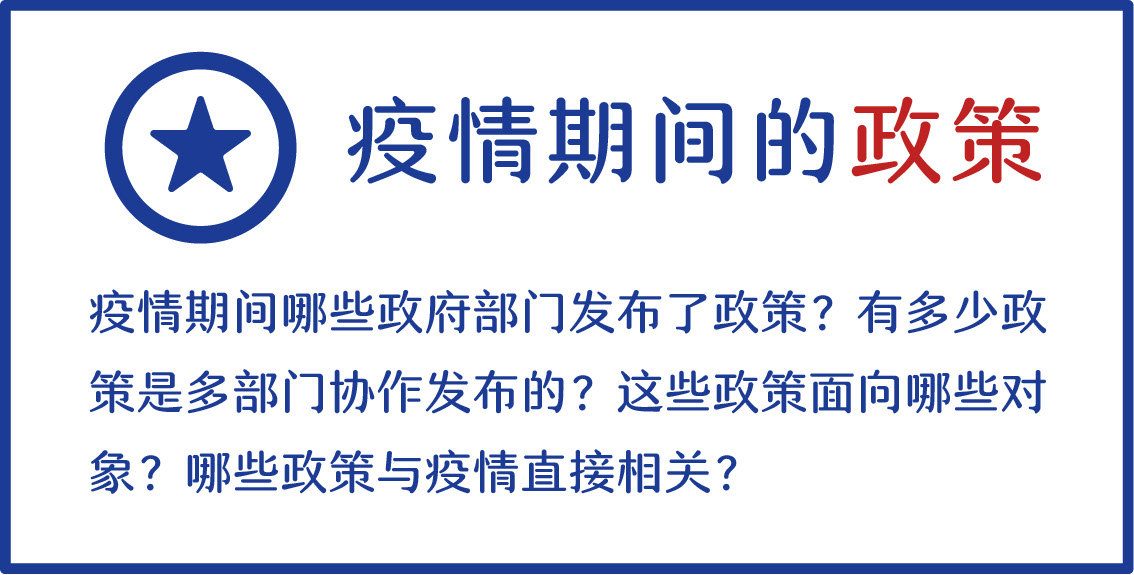 疫情期间的政策
疫情期间哪些政府部门发布了政策？有多少政
策是多部门协作发布的？这些政策面向哪些对
象？哪些政策与疫情直接相关？